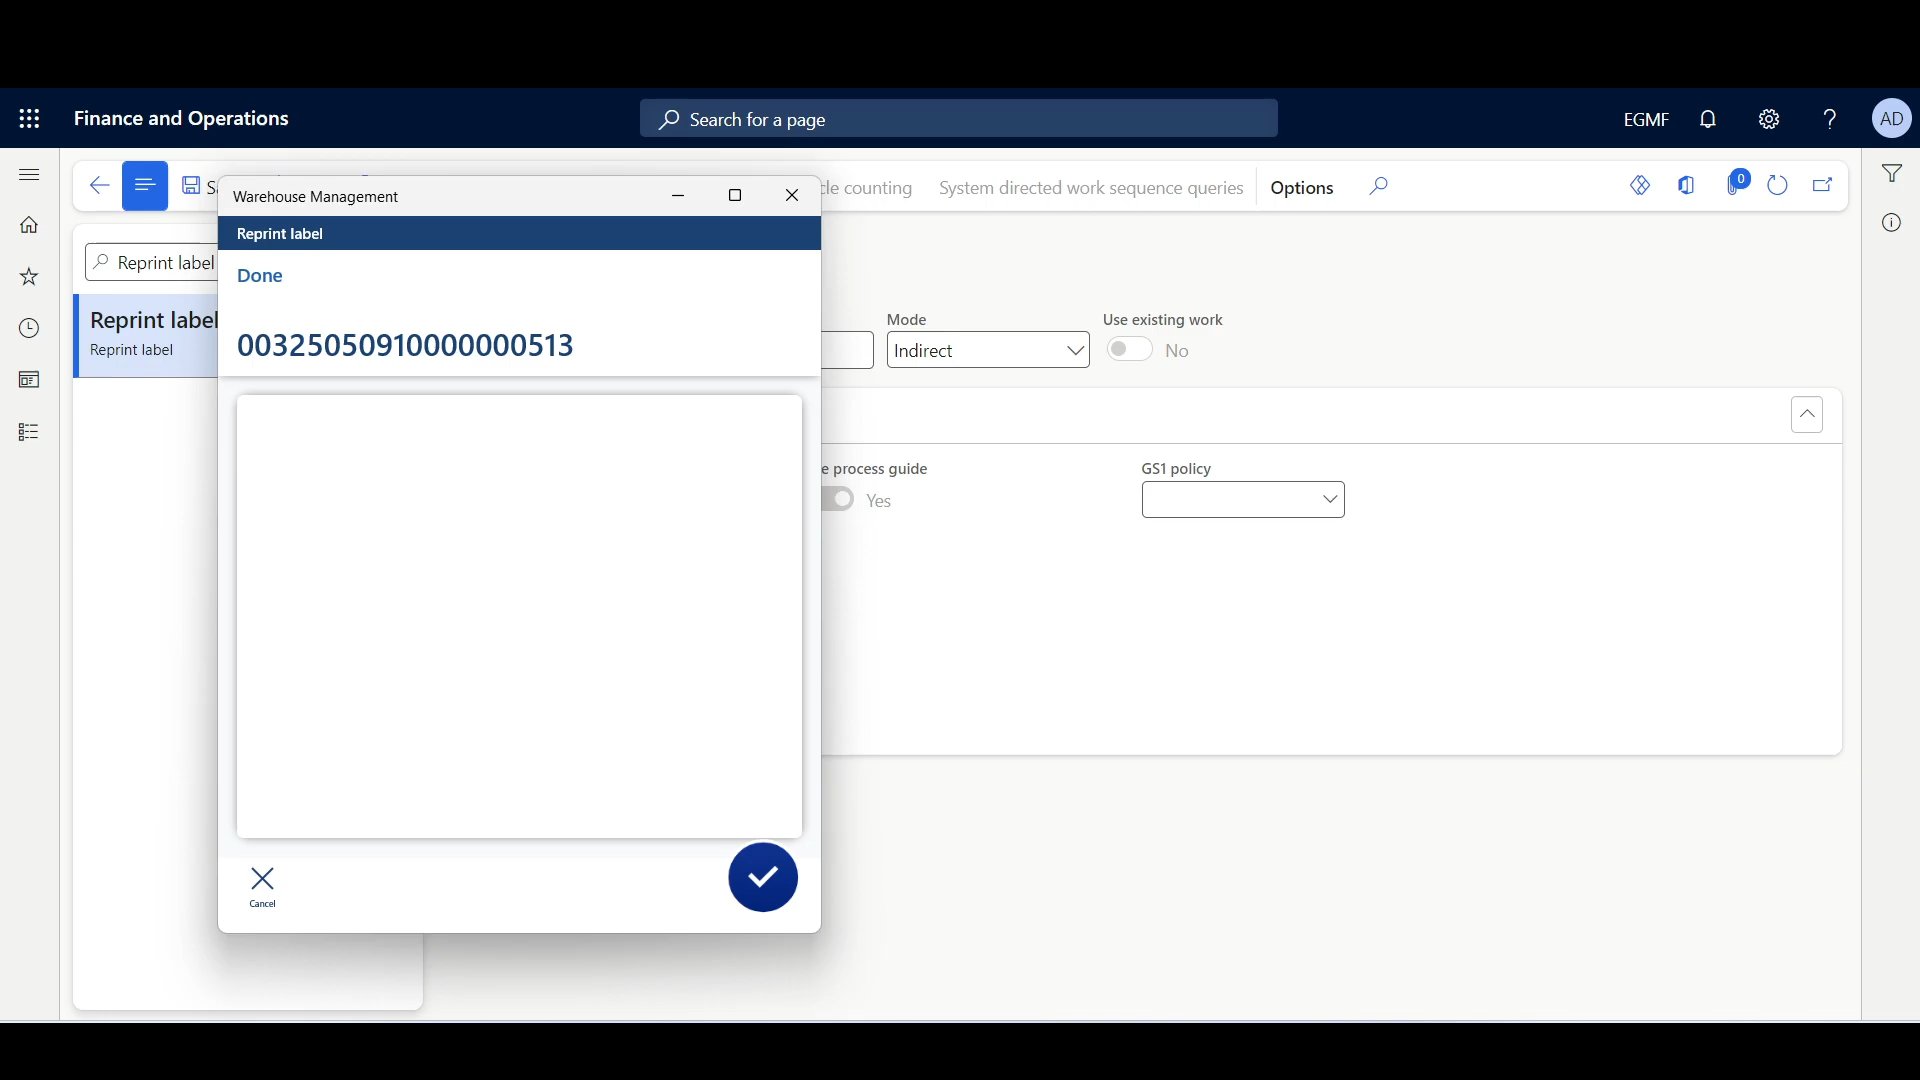 Finance and Operations
Search for a page
EGMF
?
AD
Warehouse Management
cle counting
System directed work sequence queries
Options
0
Reprint label
Reprint label
Done
Reprint label
Reprint label
00325050910000000513
Mode
Indirect
Use existing work
No
e process guide
Yes
GS1 policy
Cancel